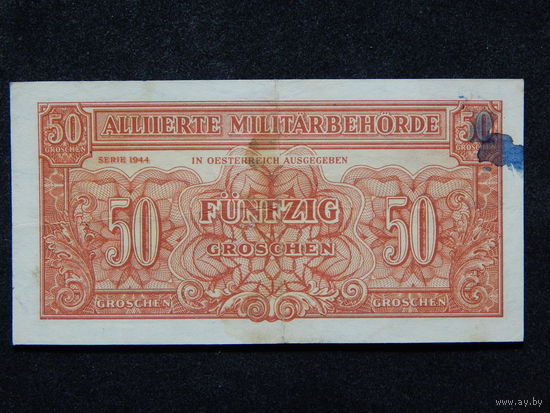 50 ALLIIERTE MILITÄRBEHÖRDE 50
GROSCHEN GROSCHEN
SERIE 1944 IN OESTERREICH AUSGEGEBEN
50 FÜNFZIG 50
GROSCHEN
GROSCHEN GROSCHEN
www.ay.by